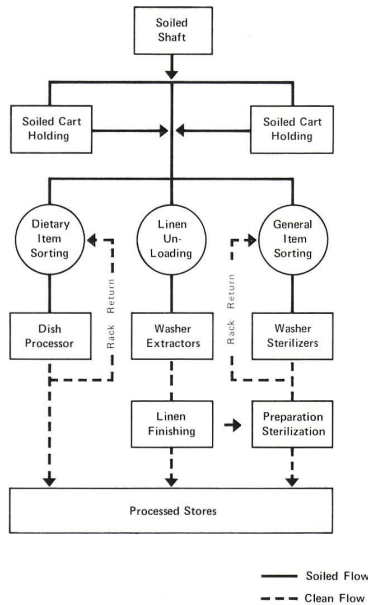 Soiled
Shaft
Soiled Cart
Holding
Soiled Cart
Holding
Dietary
Item
Sorting
Linen
Un-
Loading
General
Item
Sorting
Rack Return
Rack Return
Dish
Processor
Washer
Extractors
Washer
Sterilizers
Linen
Finishing
Preparation
Sterilization
Processed Stores
Soiled Flow
Clean Flow